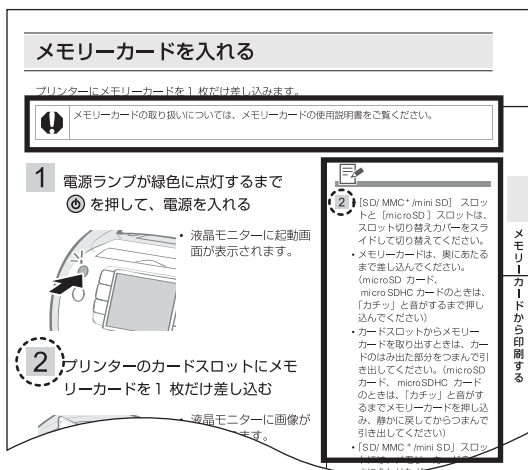 メモリーカードを入れる
プリンターにメモリーカードを1 枚だけ差し込みます。
メモリーカードの取り扱いについては、メモリーカードの使用説明書をご覧ください。
1 電源ランプが緑色に点灯するまで
を押して、電源を入れる
• 液晶モニターに起動画
面が表示されます。
2 プリンターのカードスロットにメモ
リーカードを1 枚だけ差し込む
• 液晶モニターに画像が
ます。
2 [SD/ MMC⁺/mini SD] スロッ
トと [microSD ] スロットは、
スロット切り替えカバーをスラ
イドして切り替えてください。
• メモリーカードは、奥にあたる
まで差し込んでください。
(microSD カード、
micro SDHC カードのときは、
「カチッ」と音がするまで押し
込んでください)
• カードスロットからメモリー
カードを取り出すときは、カー
ドのはみ出た部分をつまんで引
き出してください。(microSD
カード、 microSDHC カード
のときは、「カチッ」と音がす
るまでメモリーカードを押し込
み、静かに戻してからつまんで
引き出してください)
• 「SD/ MMC ⁺ /mini SD」スロッ
メモリーカードから印刷する